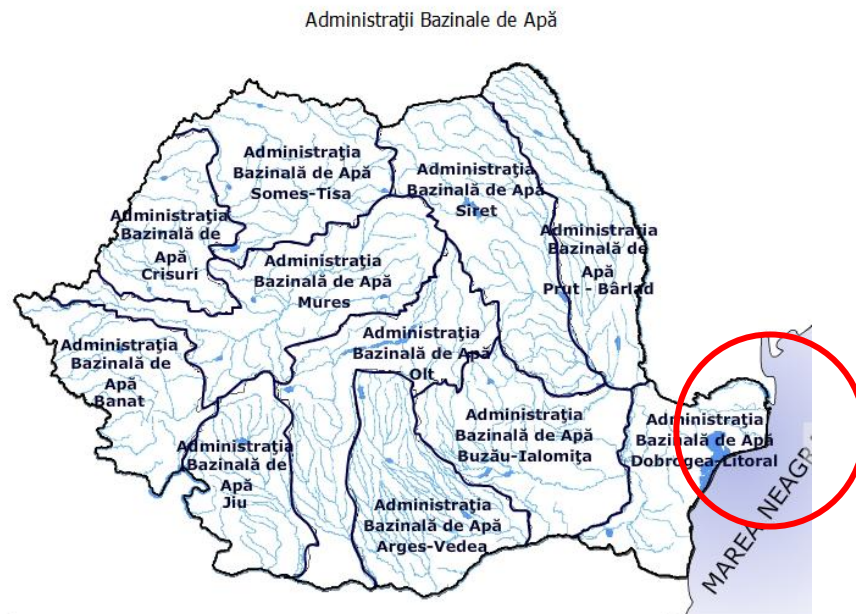 Administraţii Bazinale de Apă
Administraţia
Bazinală de Apă
Somes-Tisa
Administraţia
Bazinală de Apă
Siret
Administraţia
Bazinală de
Apă
Crisuri
Administraţia
Bazinală de
Apă
Prut - Bârlad
Administraţia
Bazinală de Apă
Mures
Administraţia
Bazinală de Apă
Olt
Administraţia
Bazinală de
Apă
Banat
Administraţia
Bazinală de Apă
Buzău-Ialomiţa
Administraţia
Bazinală de Apă
Dobrogea-Litoral
Administraţia
Bazinală de
Apă
Jiu
Administraţia
Bazinală de Apă
Arges-Vedea
MAREA NEAGR